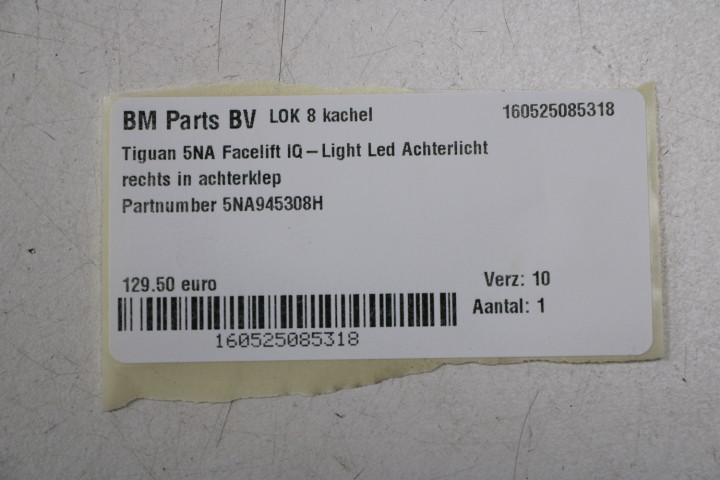 BM Parts BV LOK 8 kachel 160525085318
Tiguan 5NA Facelift IQ-Light Led Achterlicht
rechts in achterklep
Partnumber 5NA945308H
129.50 euro Verz: 10
Aantal: 1
160525085318